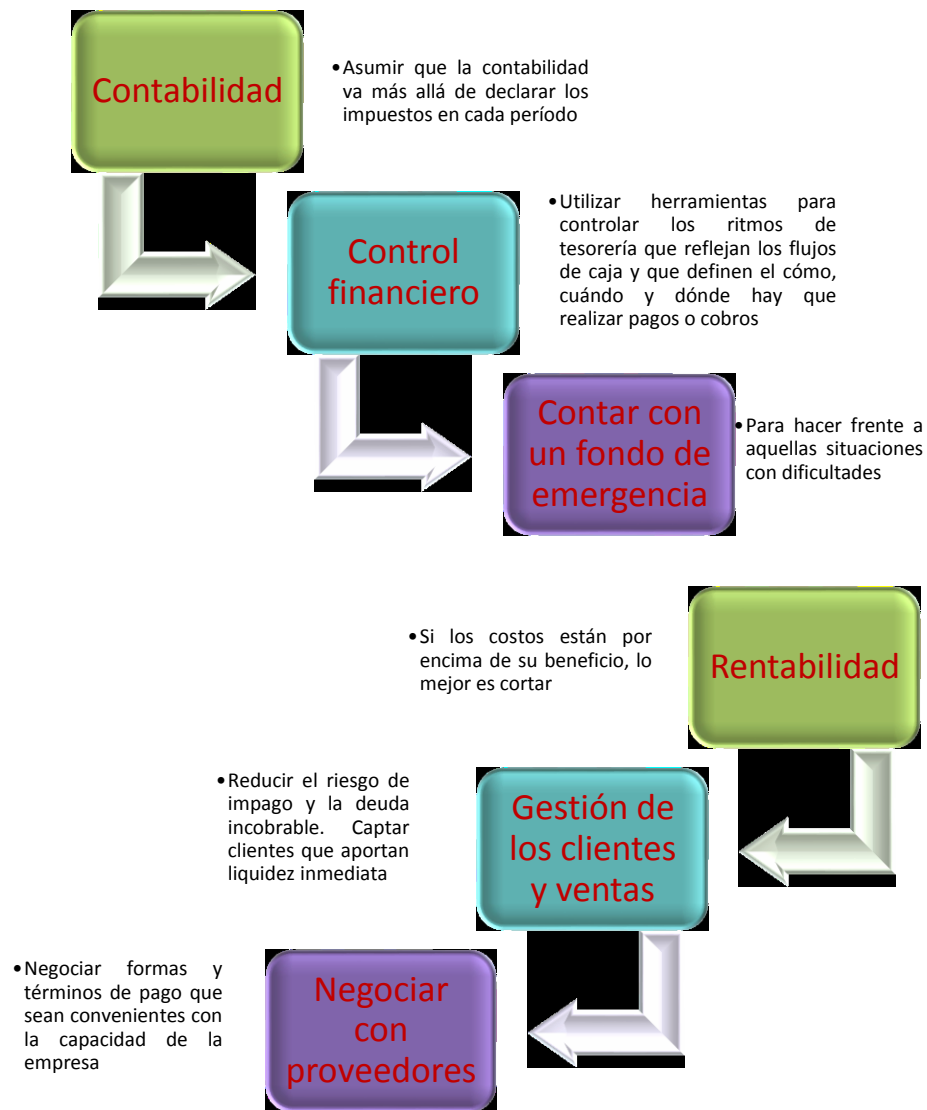 Contabilidad
•Asumir que la contabilidad
va más allá de declarar los
impuestos en cada período
Control
financiero
•Utilizar herramientas para
controlar los ritmos de
tesorería que reflejan los flujos
de caja y que definen el cómo,
cuándo y dónde hay que
realizar pagos o cobros
Contar con
un fondo de
emergencia
•Para hacer frente a
aquellas situaciones
con dificultades
Rentabilidad
•Si los costos están por
encima de su beneficio, lo
mejor es cortar
Gestión de
los clientes
y ventas
•Reducir el riesgo de
impago y la deuda
incobrable. Captar
clientes que aportan
liquidez inmediata
Negociar
con
proveedores
•Negociar formas y
términos de pago que
sean convenientes con
la capacidad de la
empresa